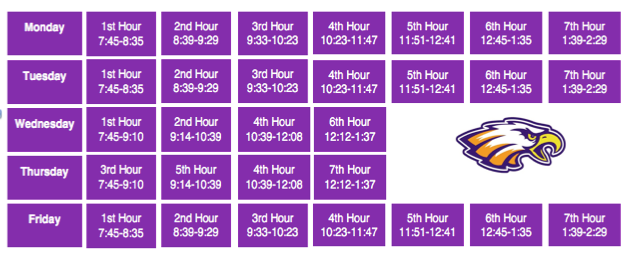 Monday
1st Hour
7:45-8:35
2nd Hour
8:39-9:29
3rd Hour
9:33-10:23
4th Hour
10:23-11:47
5th Hour
11:51-12:41
6th Hour
12:45-1:35
7th Hour
1:39-2:29
Tuesday
1st Hour
7:45-8:35
2nd Hour
8:39-9:29
3rd Hour
9:33-10:23
4th Hour
10:23-11:47
5th Hour
11:51-12:41
6th Hour
12:45-1:35
7th Hour
1:39-2:29
Wednesday
1st Hour
7:45-9:10
2nd Hour
9:14-10:39
4th Hour
10:39-12:08
6th Hour
12:12-1:37
Thursday
3rd Hour
7:45-9:10
5th Hour
9:14-10:39
4th Hour
10:39-12:08
7th Hour
12:12-1:37
Friday
1st Hour
7:45-8:35
2nd Hour
8:39-9:29
3rd Hour
9:33-10:23
4th Hour
10:23-11:47
5th Hour
11:51-12:41
6th Hour
12:45-1:35
7th Hour
1:39-2:29